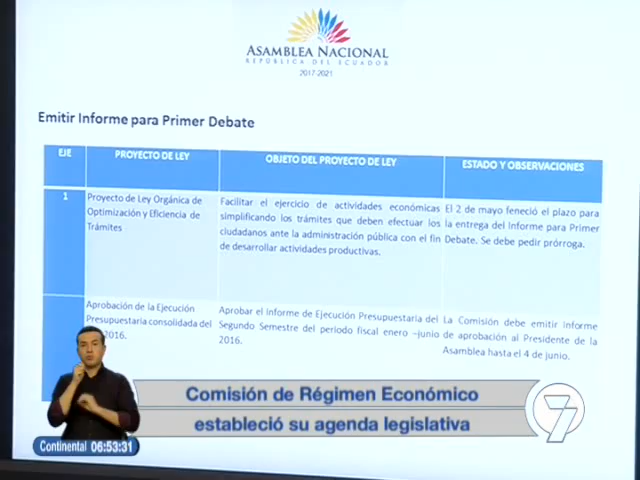 ASAMBLEA NACIONAL
REPÚBLICA DEL ECUADOR
2017-2021
Emitir Informe para Primer Debate
EJE
PROYECTO DE LEY
OBJETO DEL PROYECTO DE LEY
ESTADO Y OBSERVACIONES
1
Proyecto de Ley Orgánica de
Optimización y Eficiencia de
Trámites
Facilitar el ejercicio de actividades económicas
simplificando los trámites que deben efectuar los
ciudadanos ante la administración pública con el fin
de desarrollar actividades productivas.
El 2 de mayo feneció el plazo para
la entrega del Informe para Primer
Debate. Se debe pedir prórroga.
Aprobación de la Ejecución
Presupuestaria consolidada del
2016.
Aprobar el Informe de Ejecución Presupuestaria del
Segundo Semestre del período fiscal enero –junio
2016.
La Comisión debe emitir Informe
de aprobación al Presidente de la
Asamblea hasta el 4 de junio.
Comisión de Régimen Económico
estableció su agenda legislativa
7
Continental 06:53:31